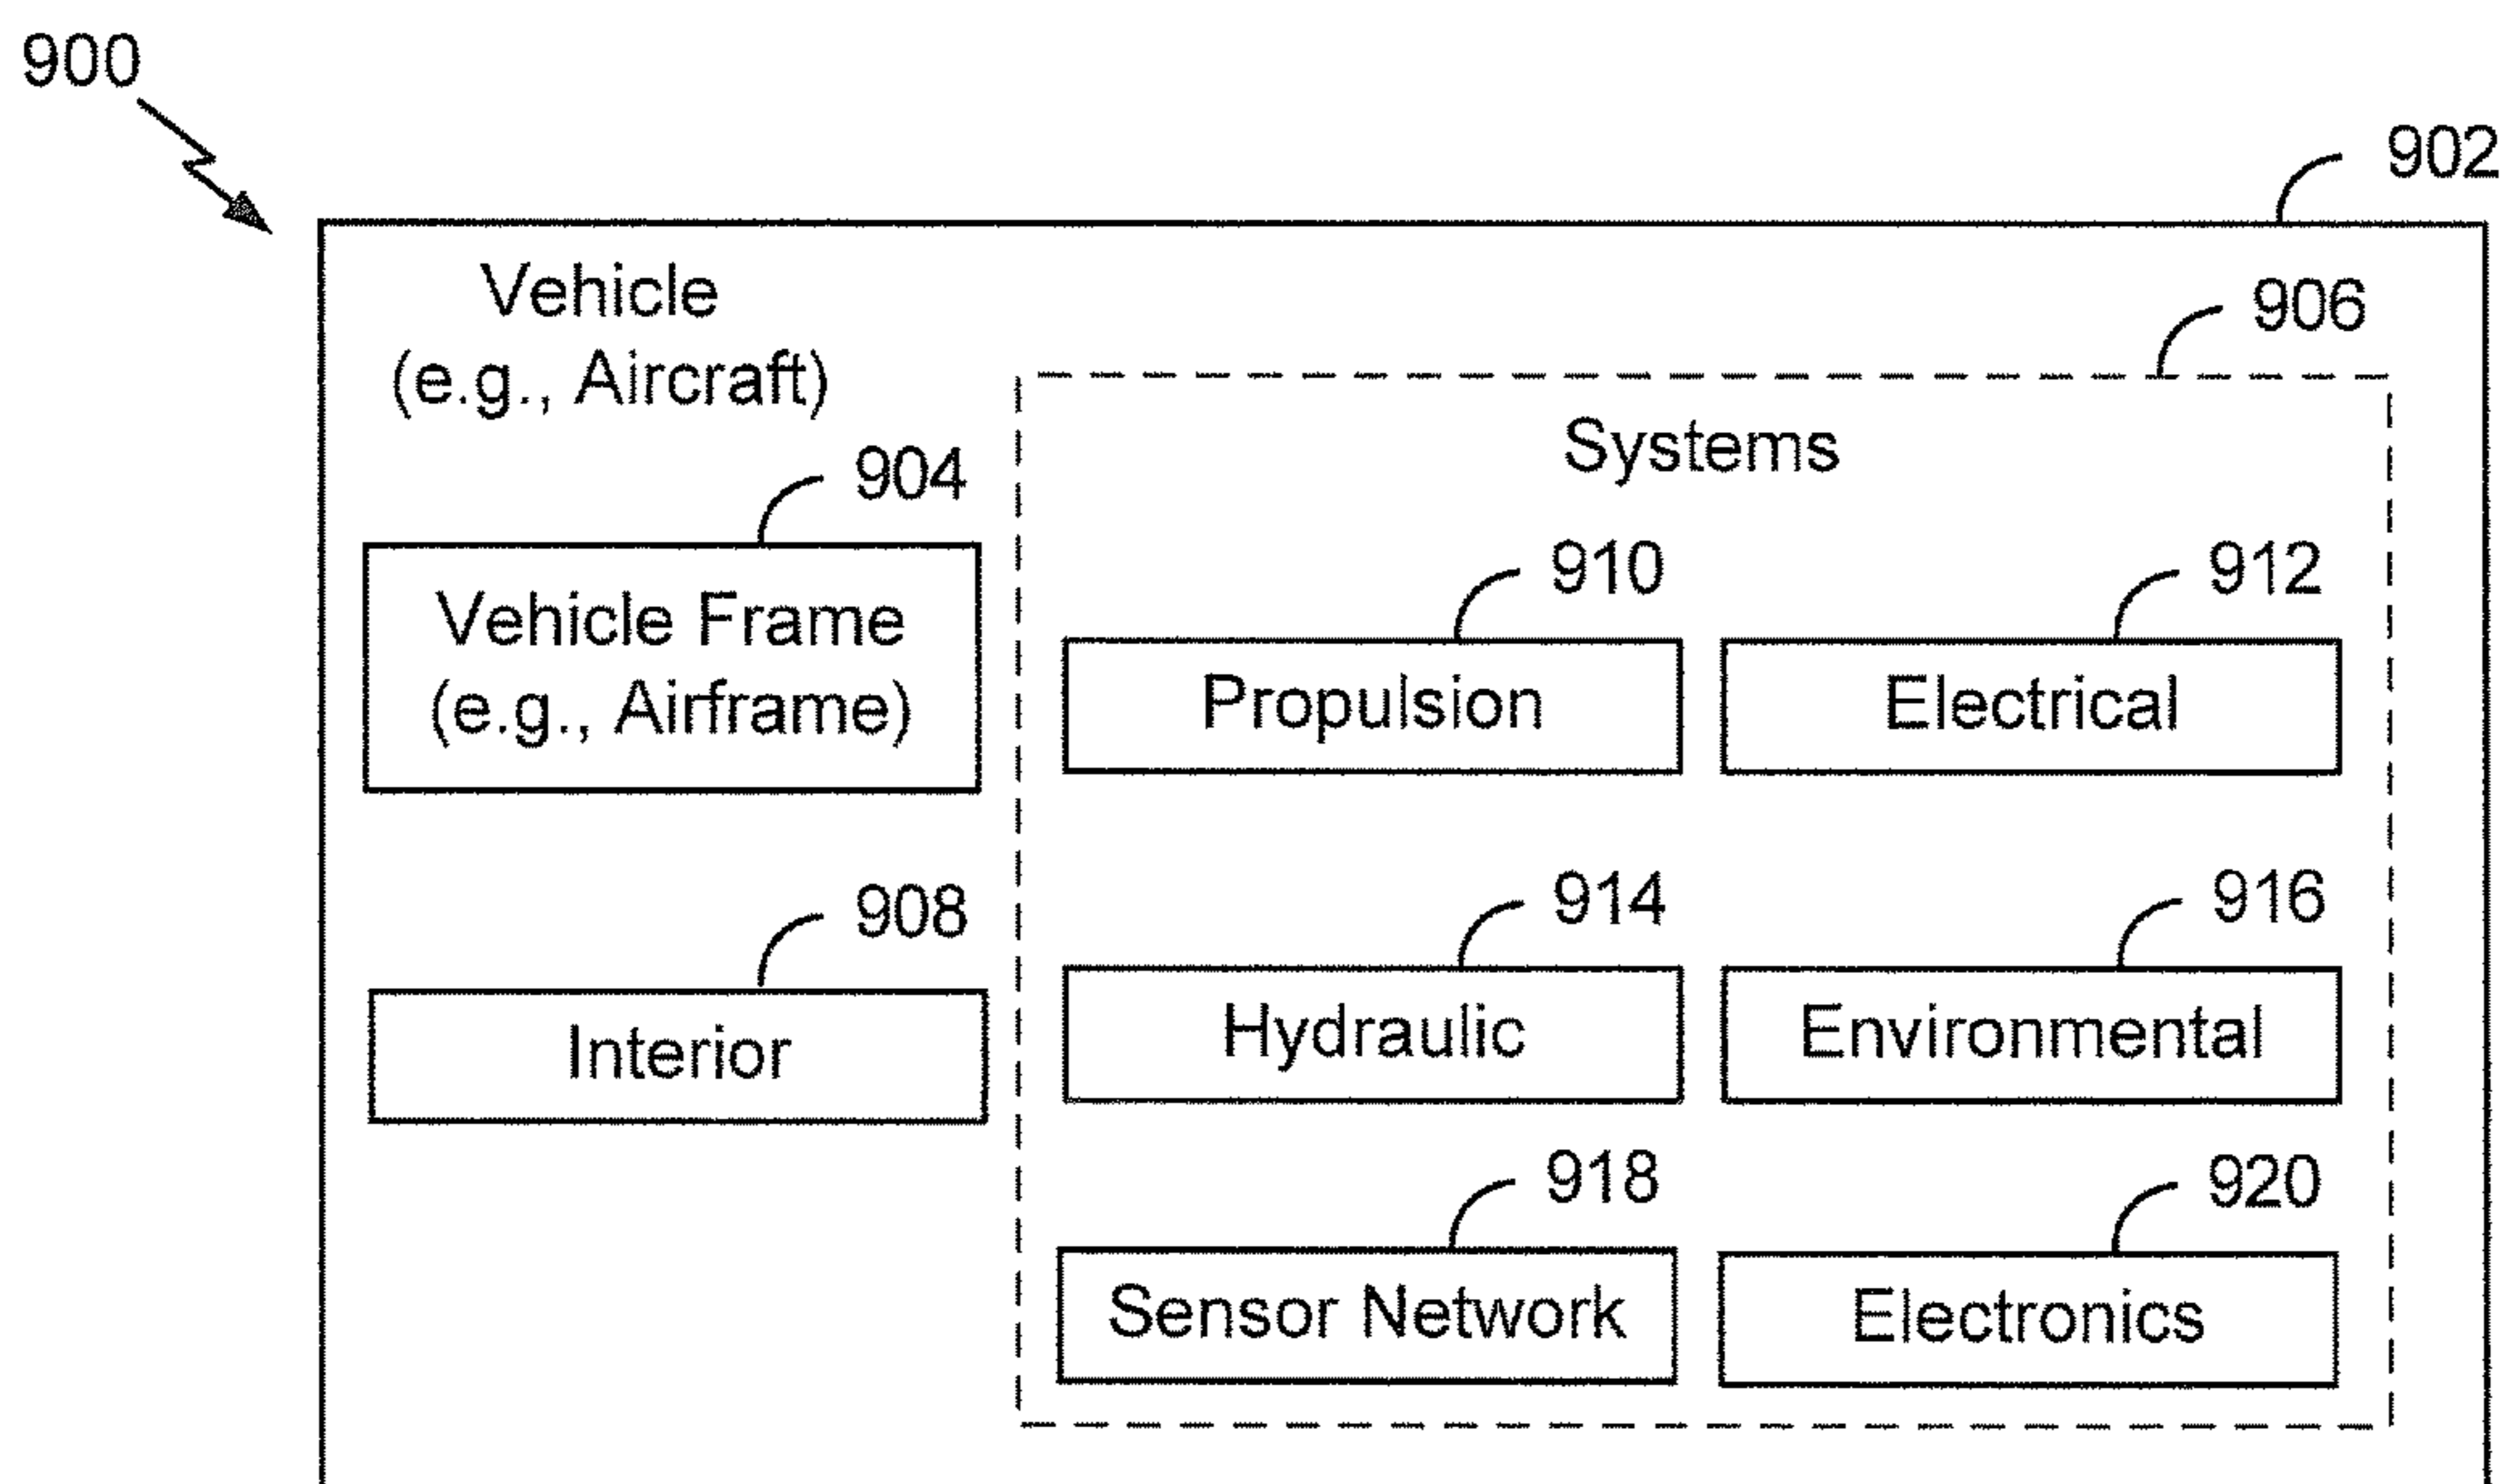 900
902
Vehicle
(e.g., Aircraft)
906
Systems
904
Vehicle Frame
(e.g., Airframe)
910
Propulsion
912
Electrical
908
Interior
914
Hydraulic
916
Environmental
918
Sensor Network
920
Electronics